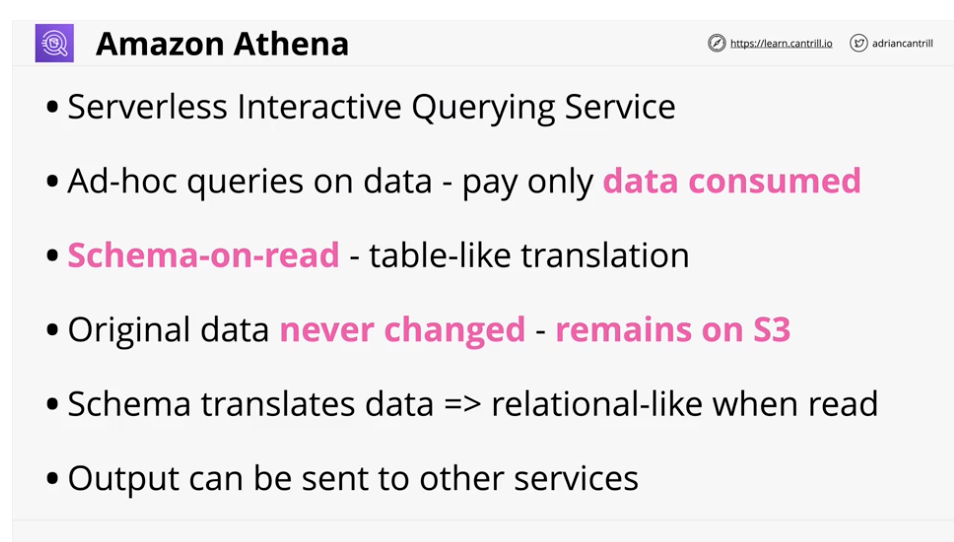 Amazon Athena
https://learn.cantrill.io
adriancantrill
• Serverless Interactive Querying Service
• Ad-hoc queries on data - pay only data consumed
• Schema-on-read - table-like translation
• Original data never changed - remains on S3
• Schema translates data => relational-like when read
• Output can be sent to other services